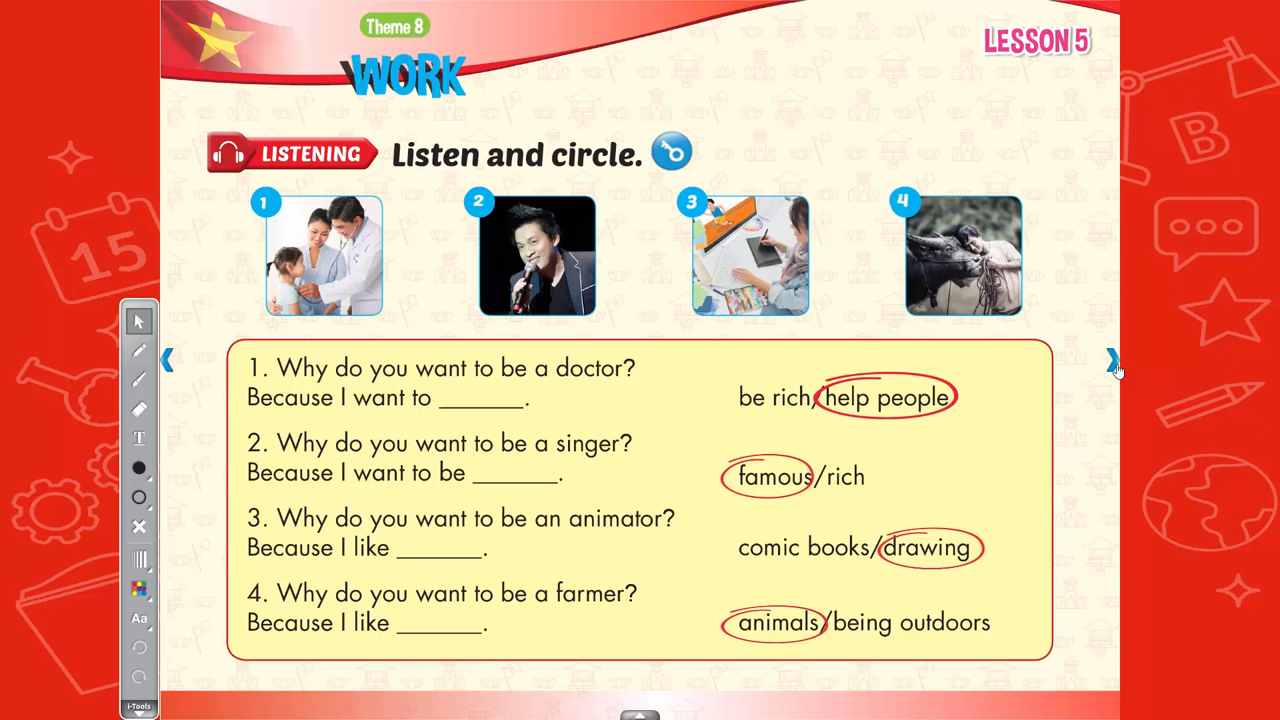 Theme 8
WORK
LESSON 5
LISTENING
Listen and circle.
1
2
3
4
1. Why do you want to be a doctor?
Because I want to _______.
be rich/help people
2. Why do you want to be a singer?
Because I want to be _______.
famous/rich
3. Why do you want to be an animator?
Because I like _______.
comic books/drawing
4. Why do you want to be a farmer?
Because I like _______.
animals/being outdoors
15
B
T
Aa
i-Tools